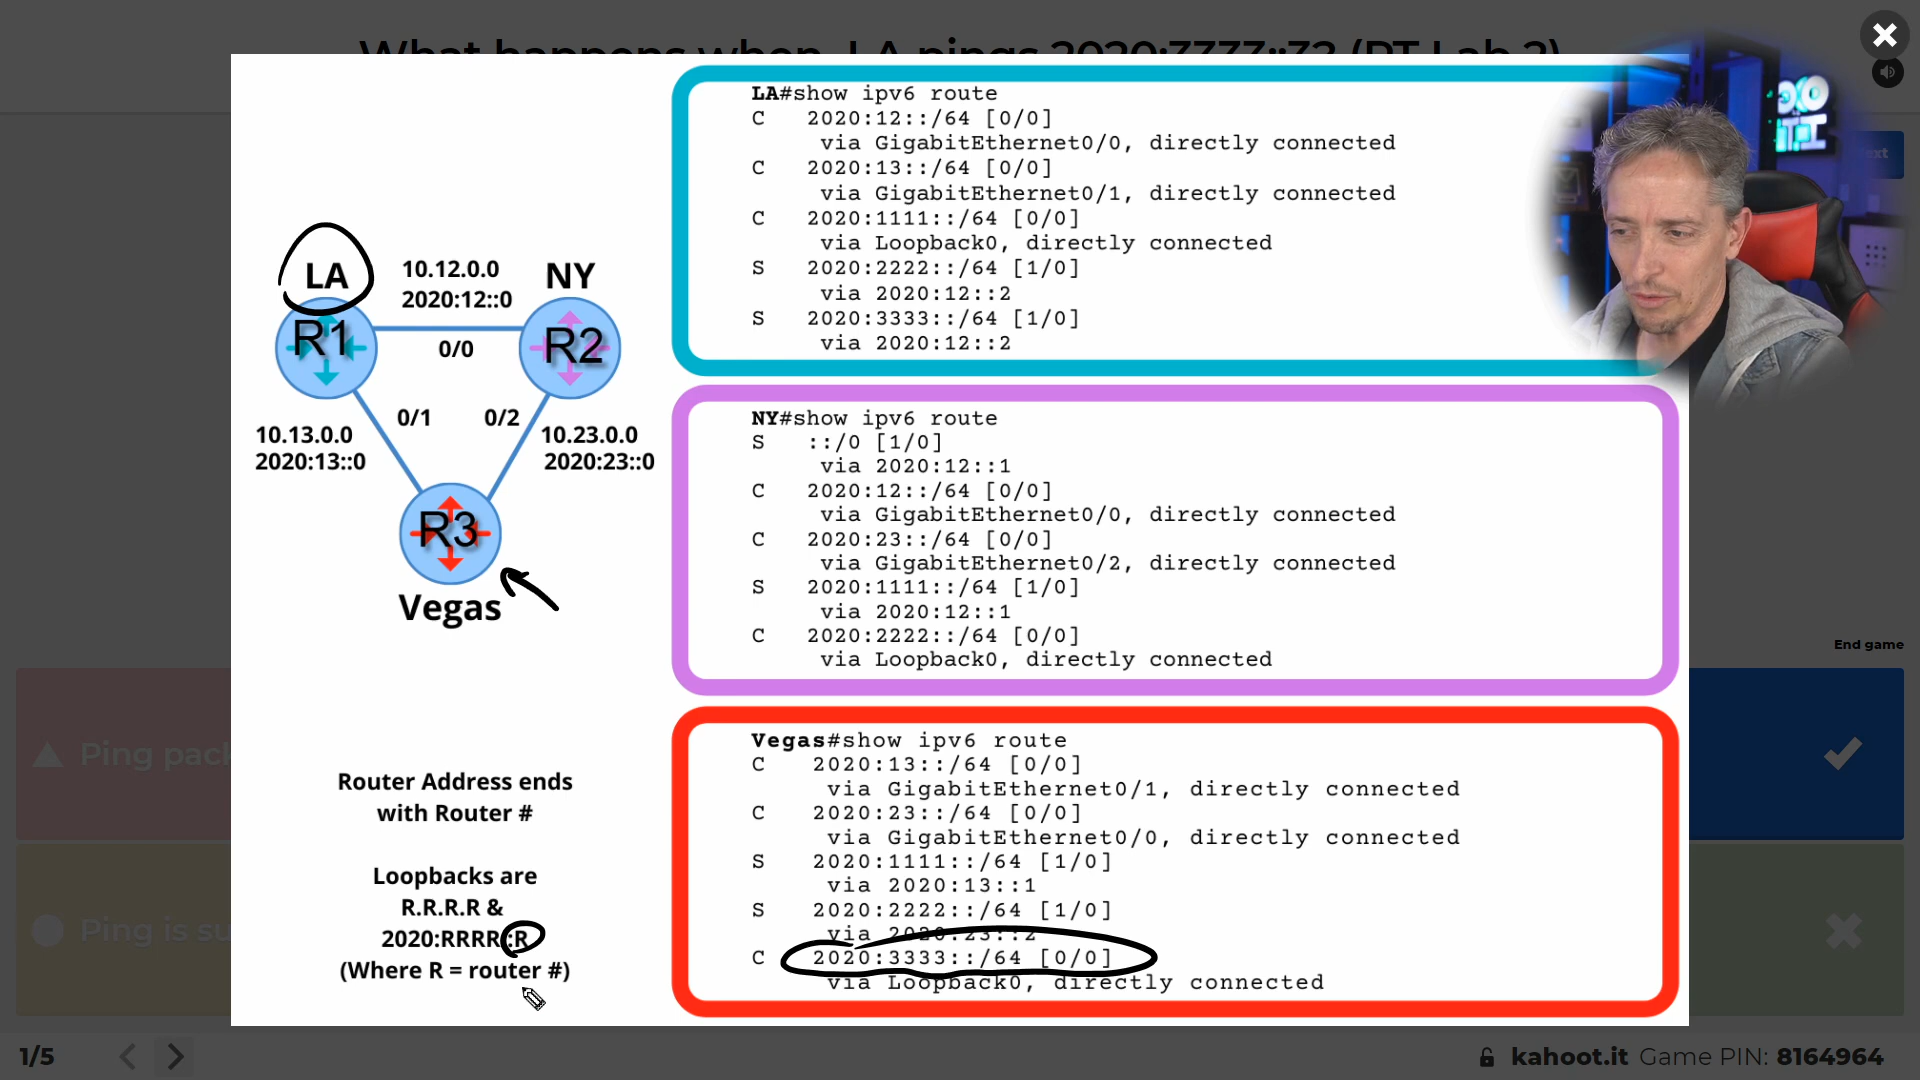 LA
10.12.0.0
2020:12::0
NY
R1
R2
0/0
0/1
0/2
10.13.0.0
2020:13::0
10.23.0.0
2020:23::0
R3
Vegas
Router Address ends
with Router #
Loopbacks are
R.R.R.R &
2020:RRRR::R
(Where R = router #)
LA#show ipv6 route
C 2020:12::/64 [0/0]
via GigabitEthernet0/0, directly connected
C 2020:13::/64 [0/0]
via GigabitEthernet0/1, directly connected
C 2020:1111::/64 [0/0]
via Loopback0, directly connected
S 2020:2222::/64 [1/0]
via 2020:12::2
S 2020:3333::/64 [1/0]
via 2020:12::2
NY#show ipv6 route
S ::/0 [1/0]
via 2020:12::1
C 2020:12::/64 [0/0]
via GigabitEthernet0/0, directly connected
C 2020:23::/64 [0/0]
via GigabitEthernet0/2, directly connected
S 2020:1111::/64 [1/0]
via 2020:12::1
C 2020:2222::/64 [0/0]
via Loopback0, directly connected
Vegas#show ipv6 route
C 2020:13::/64 [0/0]
via GigabitEthernet0/1, directly connected
C 2020:23::/64 [0/0]
via GigabitEthernet0/0, directly connected
S 2020:1111::/64 [1/0]
via 2020:13::1
S 2020:2222::/64 [1/0]
via 2020:23::2
C 2020:3333::/64 [0/0]
via Loopback0, directly connected
End game
Ping
Ping is
1/5
kahoot.it Game PIN: 8164964